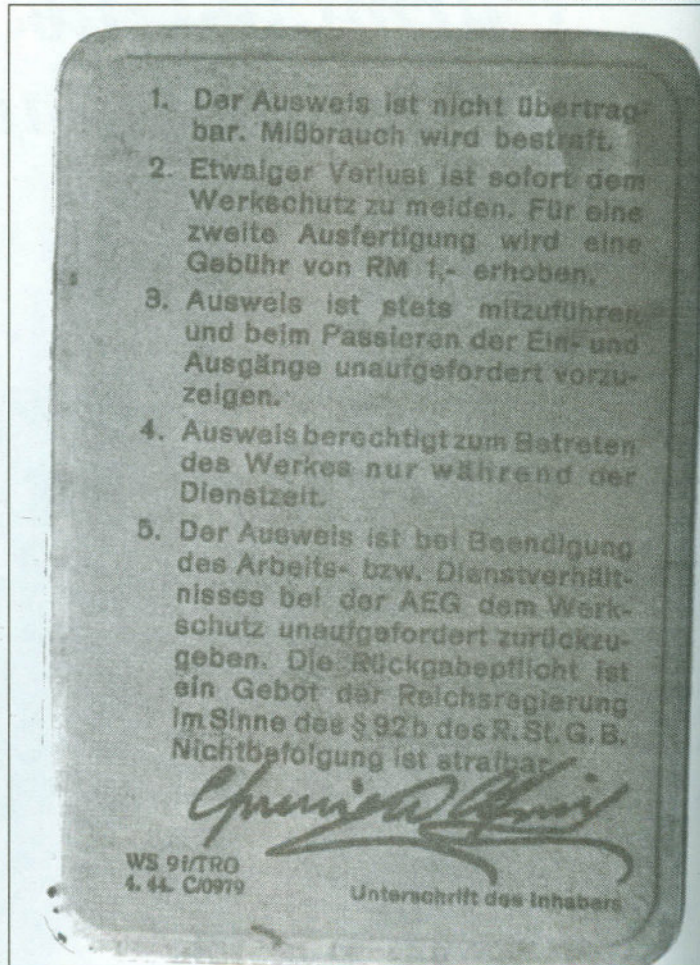 1. Der Ausweis ist nicht übertrag-
bar. Mißbrauch wird bestraft.
2. Etwaiger Verlust ist sofort dem
Werkschutz zu melden. Für eine
zweite Ausfertigung wird eine
Gebühr von RM 1,- erhoben.
3. Ausweis ist stets mitzuführen
und beim Passieren der Ein- und
Ausgänge unaufgefordert vorzu-
zeigen.
4. Ausweis berechtigt zum Betreten
des Werkes nur während der
Dienstzeit.
5. Der Ausweis ist bei Beendigung
des Arbeits- bzw. Dienstverhält-
nisses bei der AEG dem Werk-
schutz unaufgefordert zurückzu-
geben. Die Rückgabepflicht ist
ein Gebot der Reichsregierung
im Sinne des § 92b des R. St. G. B.
Nichtbefolgung ist strafbar.
WS 91/TRO
4. 44. C/0979
Unterschrift des Inhabers